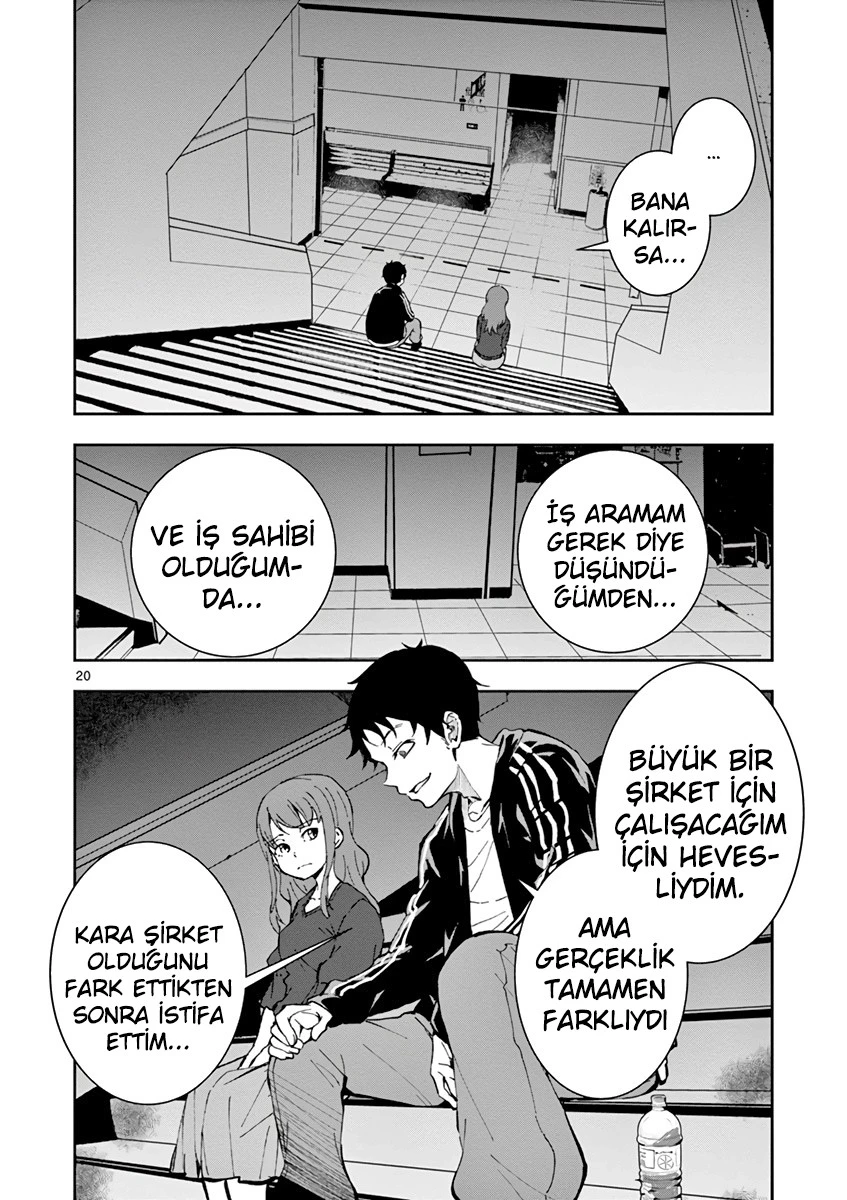 ...
BANA
KALIR-
SA...
İŞ ARAMAM
GEREK DİYE
DÜŞÜNDÜ-
ĞÜMDEN...
VE İŞ SAHİBİ
OLDUĞUM-
DA...
20
BÜYÜK BİR
ŞİRKET İÇİN
ÇALIŞACAĞIM
İÇİN HEVES-
LİYDİM.
AMA
GERÇEKLİK
TAMAMEN
FARKLIYDI
KARA ŞİRKET
OLDUĞUNU
FARK ETTİKTEN
SONRA İSTİFA
ETTİM...